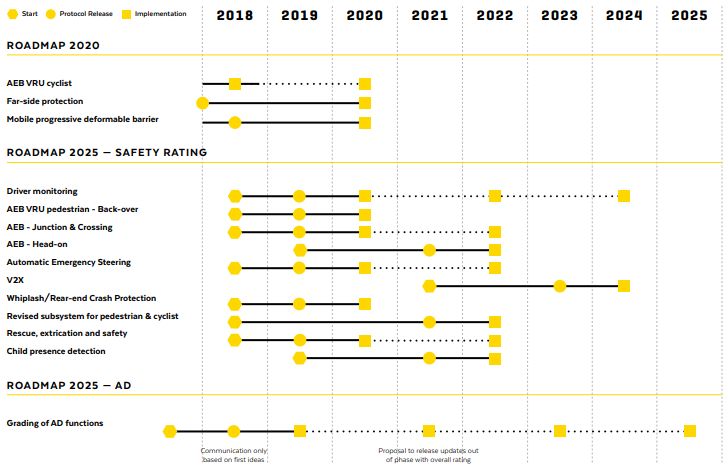 Start Protocol Release Implementation 2018 2019 2020 2021 2022 2023 2024 2025
ROADMAP 2020
AEB VRU cyclist
Far-side protection
Mobile progressive deformable barrier
ROADMAP 2025 — SAFETY RATING
Driver monitoring
AEB VRU pedestrian - Back-over
AEB - Junction & Crossing
AEB - Head-on
Automatic Emergency Steering
V2X
Whiplash/Rear-end Crash Protection
Revised subsystem for pedestrian & cyclist
Rescue, extrication and safety
Child presence detection
ROADMAP 2025 — AD
Grading of AD functions
Communication only
based on first ideas
Proposal to release updates out
of phase with overall rating